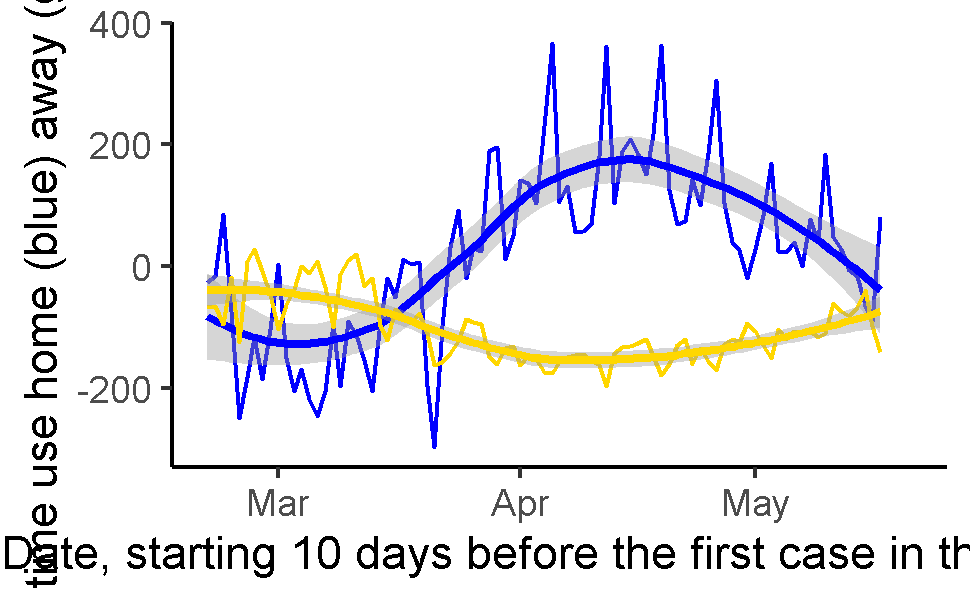 time use home (blue) away (
400
200
0
-200
Mar
Apr
May
Date, starting 10 days before the first case in th